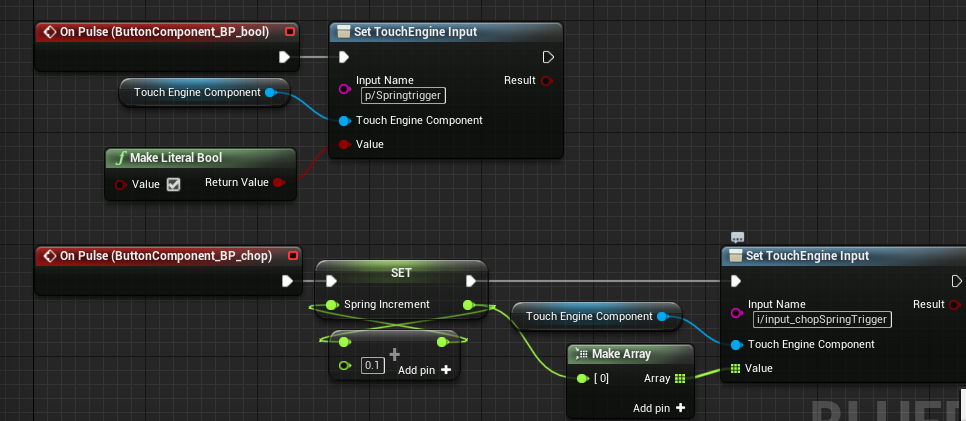 On Pulse (ButtonComponent_BP_bool)
Set TouchEngine Input
Input Name
Result
p/Springtrigger
Touch Engine Component
Touch Engine Component
Value
Make Literal Bool
Value
Return Value
On Pulse (ButtonComponent_BP_chop)
Set TouchEngine Input
SET
Spring Increment
Input Name
Result
i/input_chopSpringTrigger
Touch Engine Component
Touch Engine Component
0.1
Add pin
Make Array
[ 0]
Array
Value
Add pin